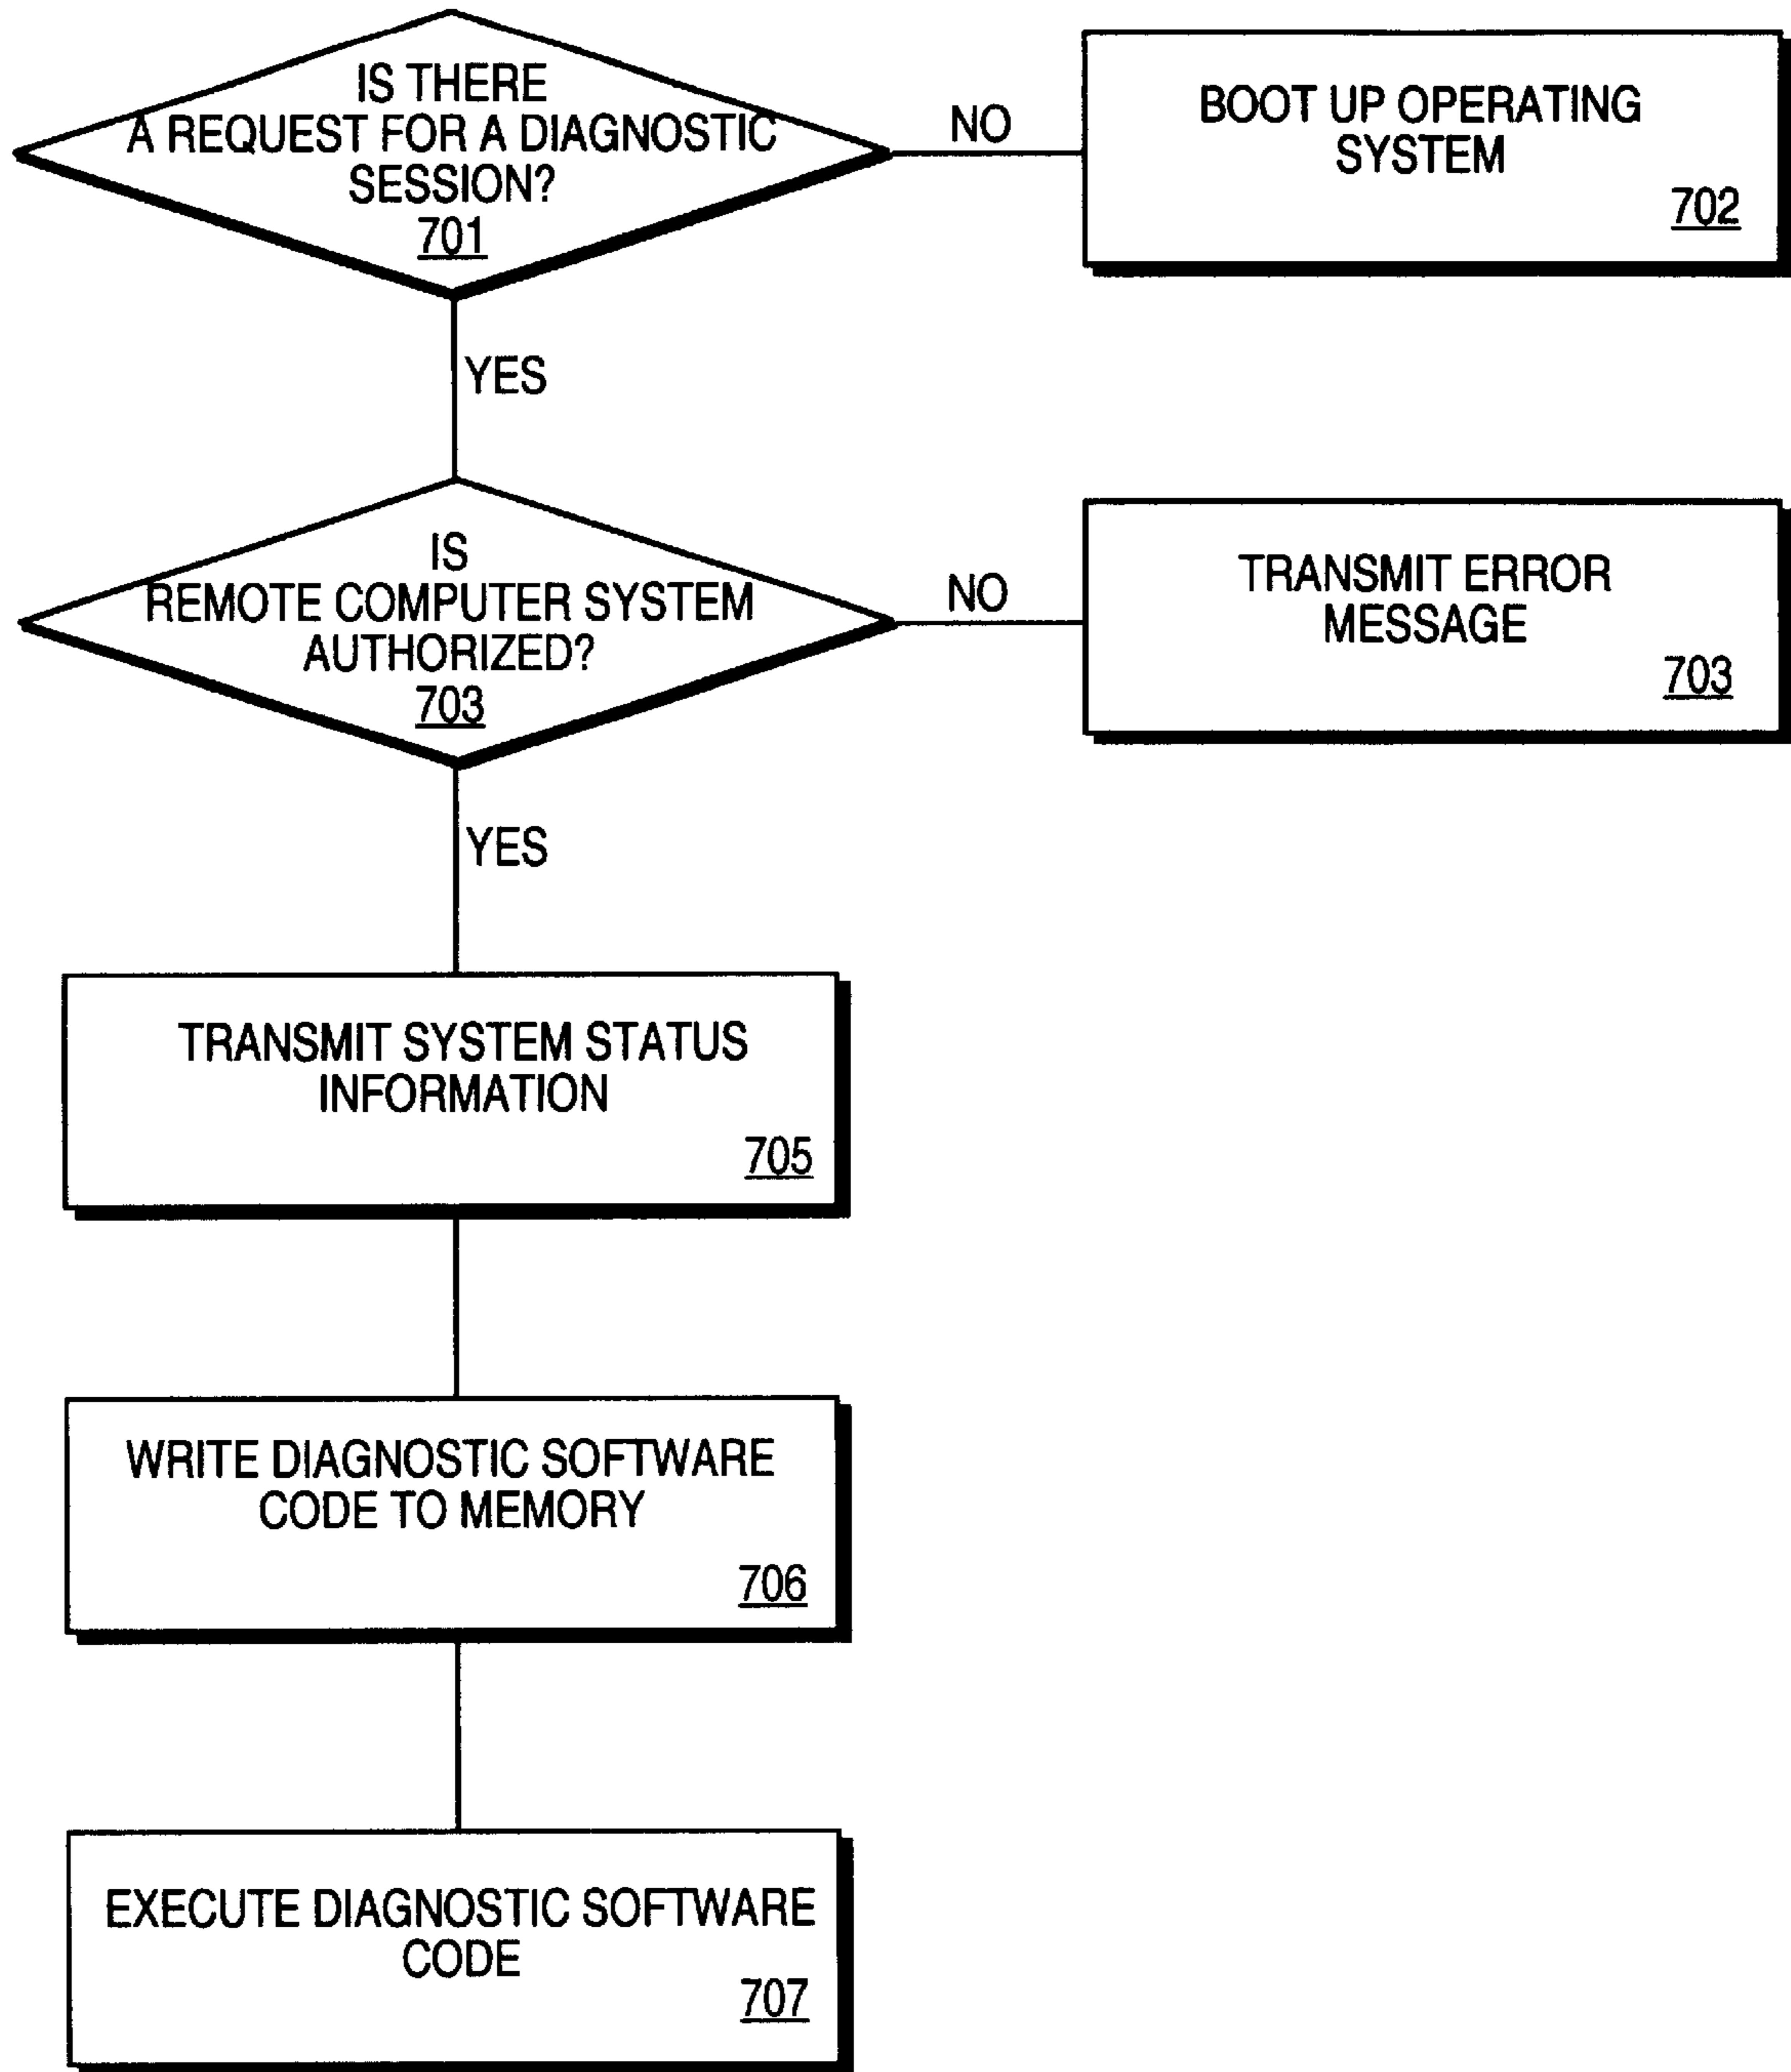 IS THERE
A REQUEST FOR A DIAGNOSTIC
SESSION?
701
NO
BOOT UP OPERATING
SYSTEM
702
YES
IS
REMOTE COMPUTER SYSTEM
AUTHORIZED?
703
NO
TRANSMIT ERROR
MESSAGE
703
YES
TRANSMIT SYSTEM STATUS
INFORMATION
705
WRITE DIAGNOSTIC SOFTWARE
CODE TO MEMORY
706
EXECUTE DIAGNOSTIC SOFTWARE
CODE
707